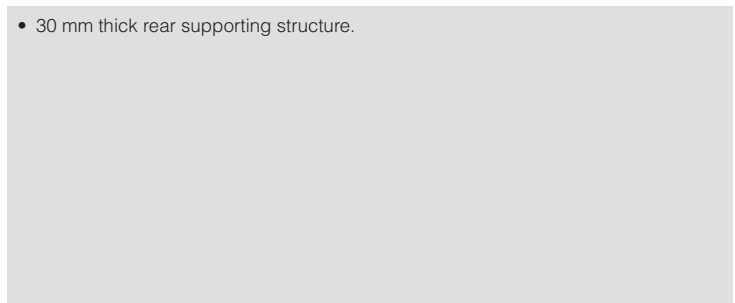 • 30 mm thick rear supporting structure.